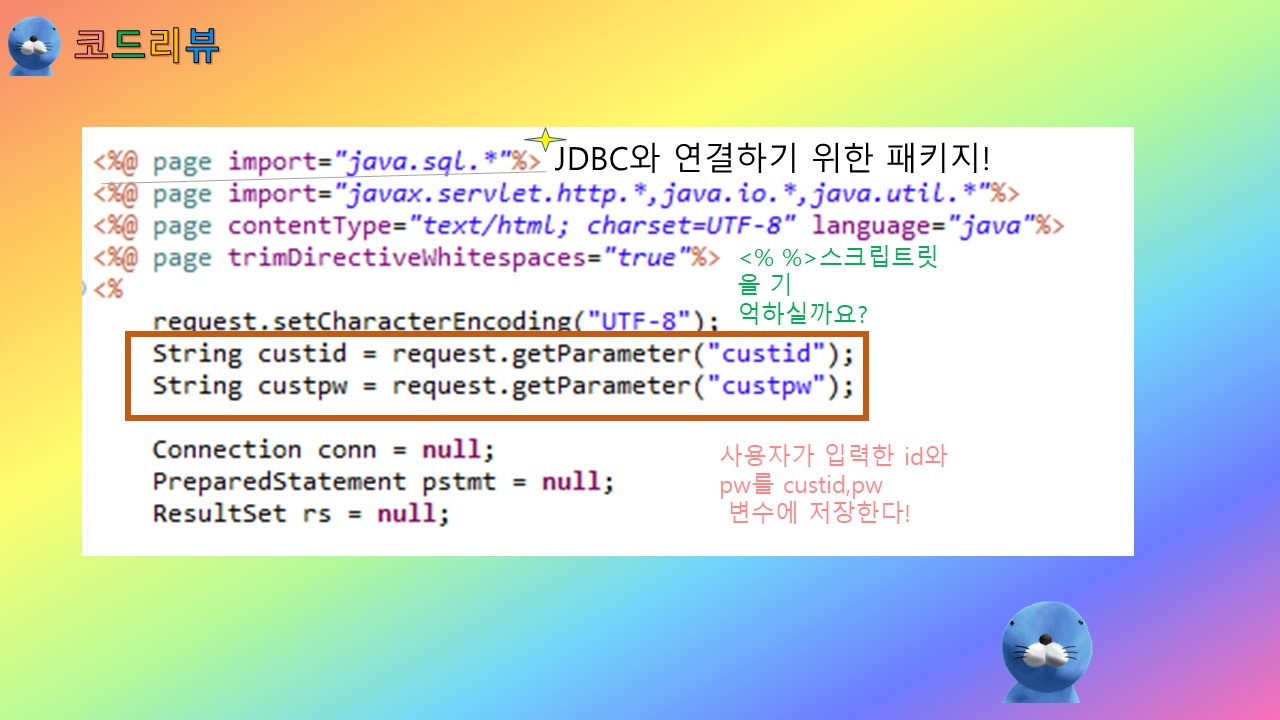 코드리뷰
<%@ page import="java.sql.*"%> JDBC와 연결하기 위한 패키지!
<%@ page import="javax.servlet.http.*,java.io.*,java.util.*"%>
<%@ page contentType="text/html; charset=UTF-8" language="java"%>
<%@ page trimDirectiveWhitespaces="true"%>
<% %>스크립트릿
을 기
억하실까요?
<%
request.setCharacterEncoding("UTF-8");
String custid = request.getParameter("custid");
String custpw = request.getParameter("custpw");
Connection conn = null;
PreparedStatement pstmt = null;
ResultSet rs = null;
사용자가 입력한 id와
pw를 custid,pw
변수에 저장한다!